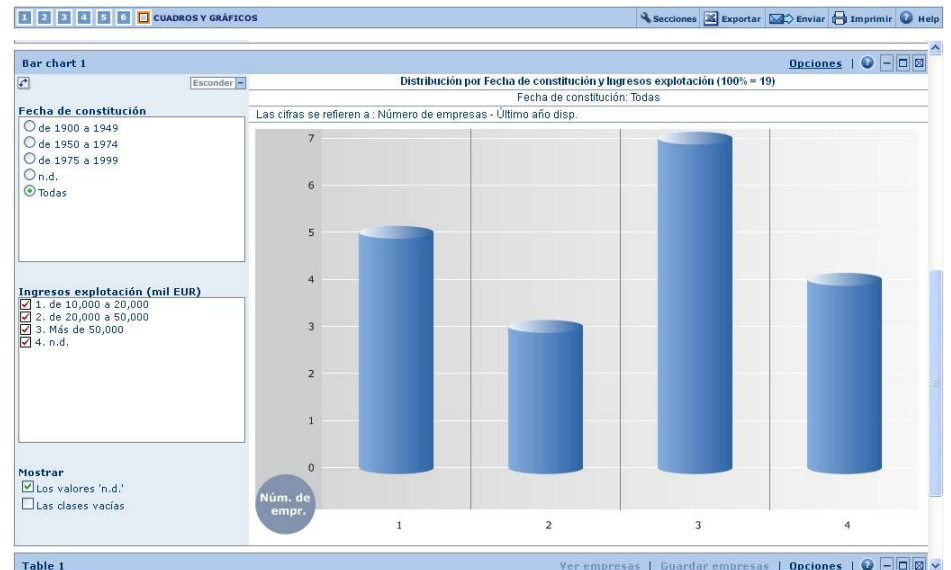 1 2 3 4 5 6 CUADROS Y GRÁFICOS Secciones Exportar Enviar Imprimir Help
Bar chart 1 Opciones | ?
Esconder
Fecha de constitución
de 1900 a 1949
de 1950 a 1974
de 1975 a 1999
n.d.
Todas
Ingresos explotación (mil EUR)
1. de 10,000 a 20,000
2. de 20,000 a 50,000
3. Más de 50,000
4. n.d.
Mostrar
Los valores 'n.d.'
Las clases vacías
Distribución por Fecha de constitución y Ingresos explotación (100% = 19)
Fecha de constitución: Todas
Las cifras se refieren a : Número de empresas - Último año disp.
7
6
5
4
3
2
1
0
Núm. de
empr.
1 2 3 4
Table 1 Ver empresas | Guardar empresas | Opciones | ?